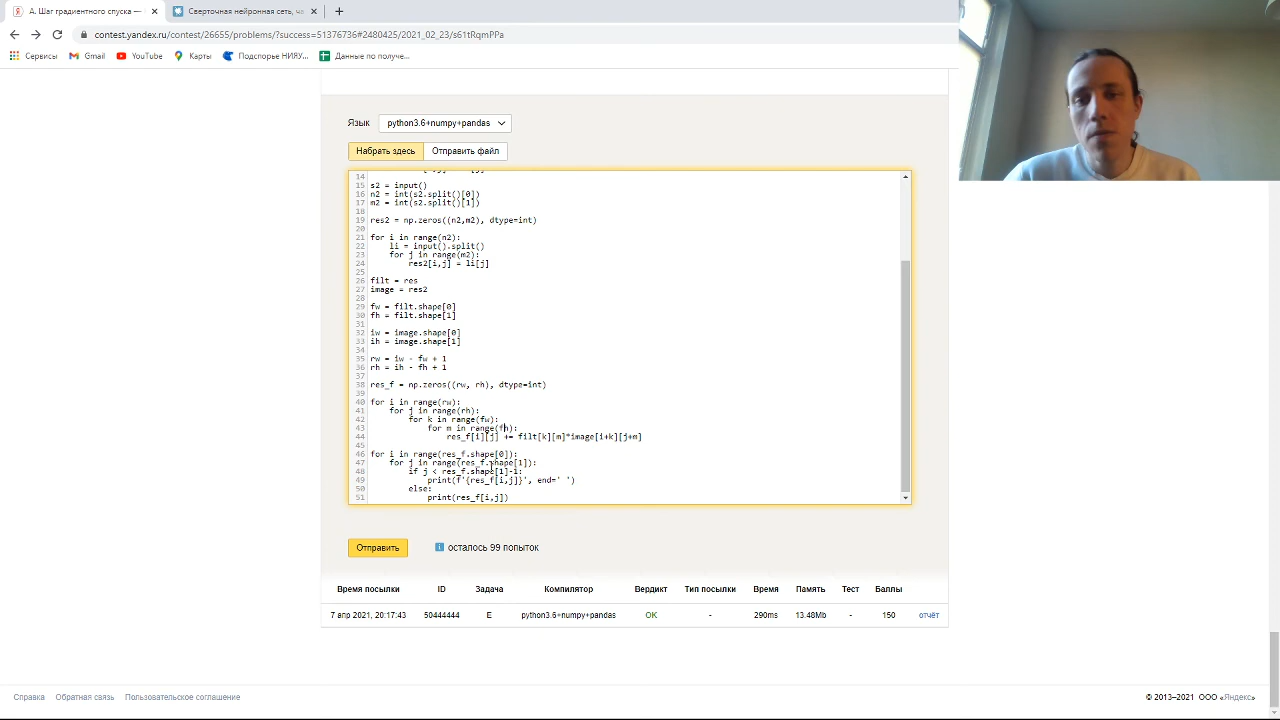 А. Шаг градиентного спуска —
Сверточная нейронная сеть, ча
contest.yandex.ru/contest/26655/problems/?success=51376736#2480425/2021_02_23/s61tRqmPPa
Сервисы Gmail YouTube Карты Подспорье НИЯУ... Данные по получе...
Язык python3.6+numpy+pandas
Набрать здесь Отправить файл
14
15 s2 = input()
16 n2 = int(s2.split()[0])
17 m2 = int(s2.split()[1])
18
19 res2 = np.zeros((n2,m2), dtype=int)
20
21 for i in range(n2):
22 li = input().split()
23 for j in range(m2):
24 res2[i,j] = li[j]
25
26 filt = res
27 image = res2
28
29 fw = filt.shape[0]
30 fh = filt.shape[1]
31
32 iw = image.shape[0]
33 ih = image.shape[1]
34
35 rw = iw - fw + 1
36 rh = ih - fh + 1
37
38 res_f = np.zeros((rw, rh), dtype=int)
39
40 for i in range(rw):
41 for j in range(rh):
42 for k in range(fw):
43 for m in range(fh):
44 res_f[i][j] += filt[k][m]*image[i+k][j+m]
45
46 for i in range(res_f.shape[0]):
47 for j in range(res_f.shape[1]):
48 if j < res_f.shape[1]-1:
49 print(f'{res_f[i,j]}', end=' ')
50 else:
51 print(res_f[i,j])
Отправить осталось 99 попыток
Время посылки ID Задача Компилятор Вердикт Тип посылки Время Память Тест Баллы
7 апр 2021, 20:17:43 50444444 E python3.6+numpy+pandas OK - 290ms 13.48Mb - 150 отчёт
Справка Обратная связь Пользовательское соглашение © 2013–2021 ООО «Яндекс»